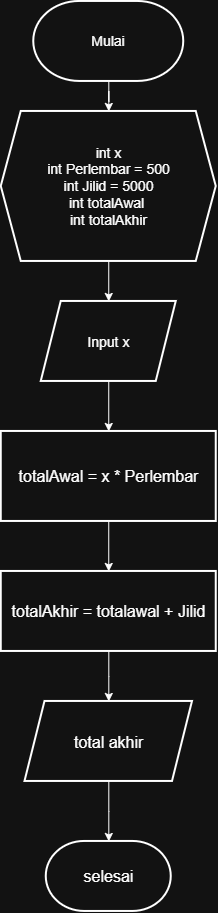 Mulai
int x
int Perlembar = 500
int Jilid = 5000
int totalAwal
int totalAkhir
Input x
totalAwal = x * Perlembar
totalAkhir = totalawal + Jilid
total akhir
selesai